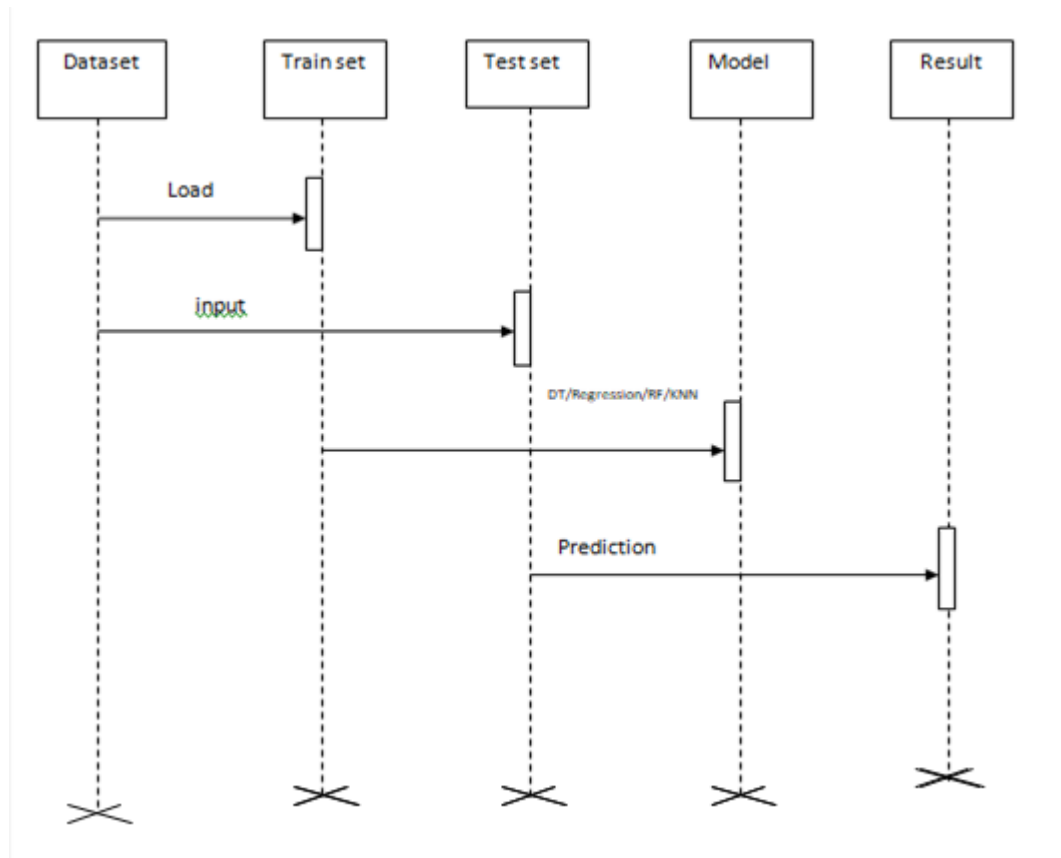 Dataset
Train set
Test set
Model
Result
Load
input
DT/Regression/RF/KNN
Prediction